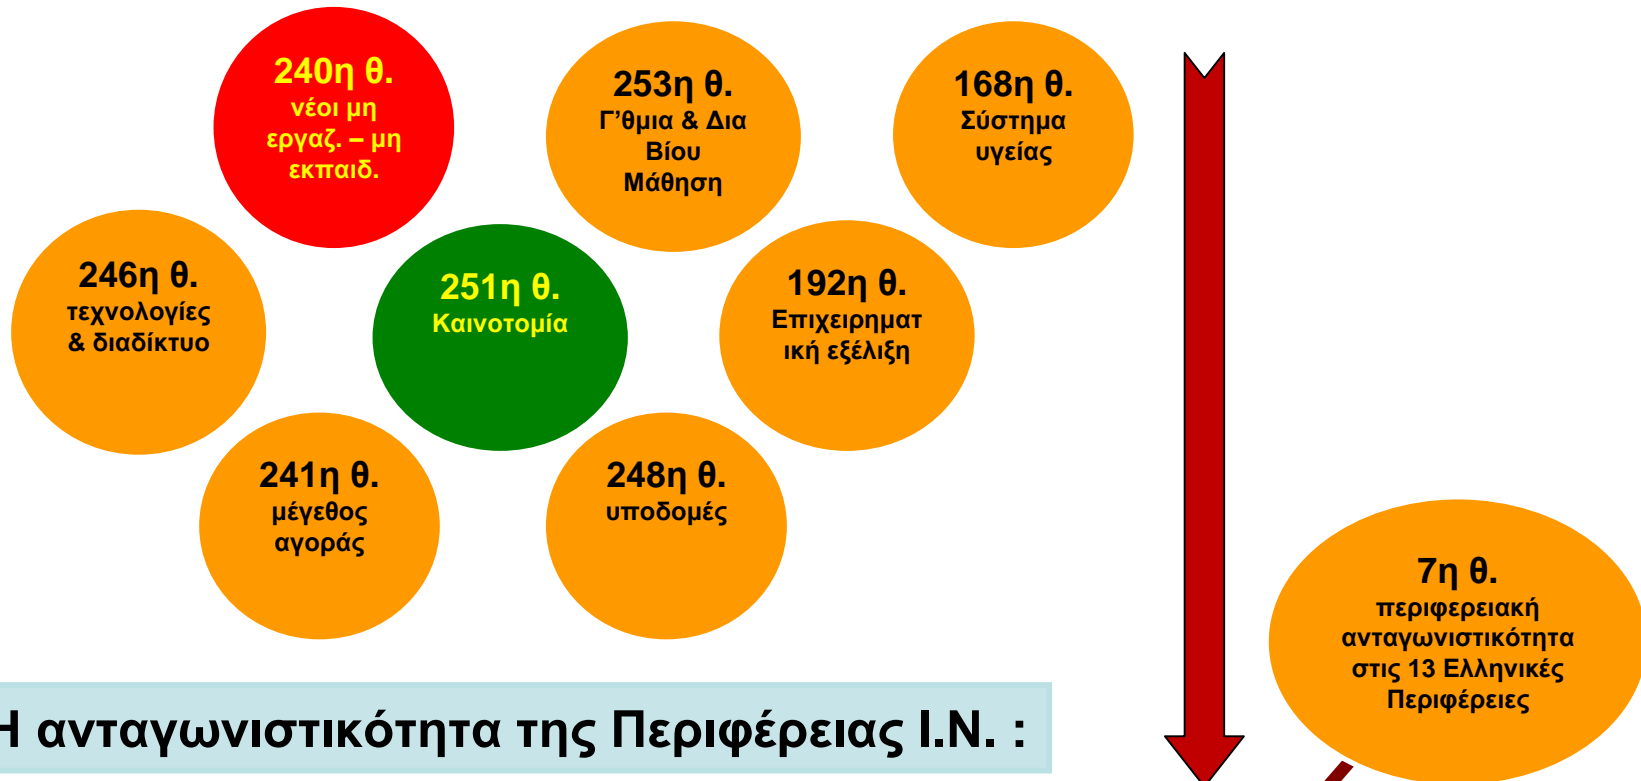 240η θ.
νέοι μη
εργαζ. – μη
εκπαιδ.
253η θ.
Γ’θμια & Δια
Βίου
Μάθηση
168η θ.
Σύστημα
υγείας
246η θ.
τεχνολογίες
& διαδίκτυο
251η θ.
Καινοτομία
192η θ.
Επιχειρηματ
ική εξέλιξη
241η θ.
μέγεθος
αγοράς
248η θ.
υποδομές
7η θ.
περιφερειακή
ανταγωνιστικότητα
στις 13 Ελληνικές
Περιφέρειες
Η ανταγωνιστικότητα της Περιφέρειας Ι.Ν. :